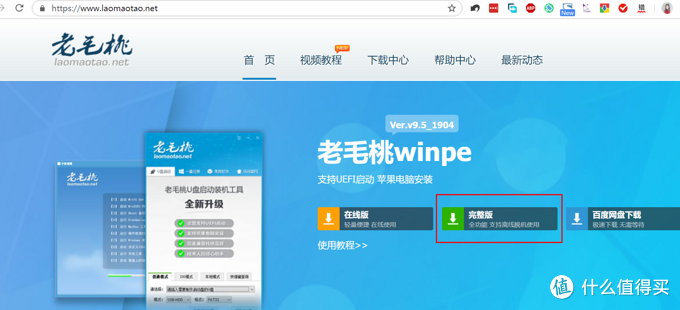 https://www.laomaotao.net
New
老毛桃
laomaotao.net
首 页
视频教程
NEW
下载中心
帮助中心
最新动态
Ver.v9.5_1904
老毛桃winpe
支持UEFI启动 苹果电脑安装
在线版
轻量便捷 在线使用
完整版
全功能 支持离线脱机使用
百度网盘下载
极速下载 无需等待
使用教程>>
老毛桃
laomaotao.net
老毛桃U盘启动装机工具
全新升级
值 什么值得买